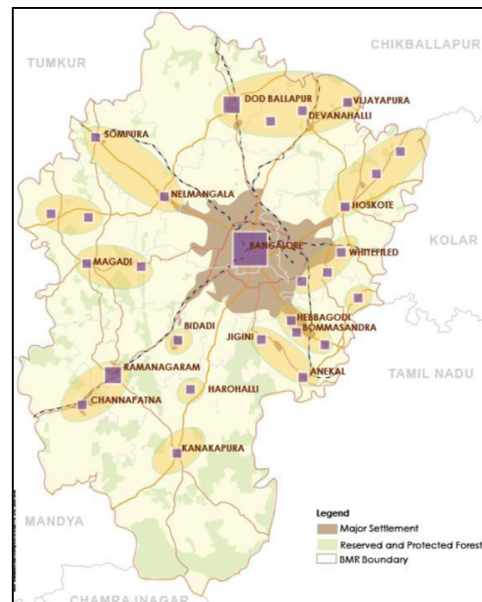 CHIKBALLAPUR
TUMKUR
DOD BALLAPUR
VIJAYAPURA
DEVANAHALLI
SOMPURA
NELMANGALA
HOSKOTE
BANGALORE
WHITEFILED
KOLAR
MAGADI
HEBBAGODI
BOMMASANDRA
BIDADI
JIGINI
RAMANAGARAM
ANEKAL
TAMIL NADU
HAROHALLI
CHANNAPATNA
KANAKAPURA
Legend
Major Settlement
Reserved and Protected Forest
BMR Boundary
MANDYA
CHAMRAJNAGAR